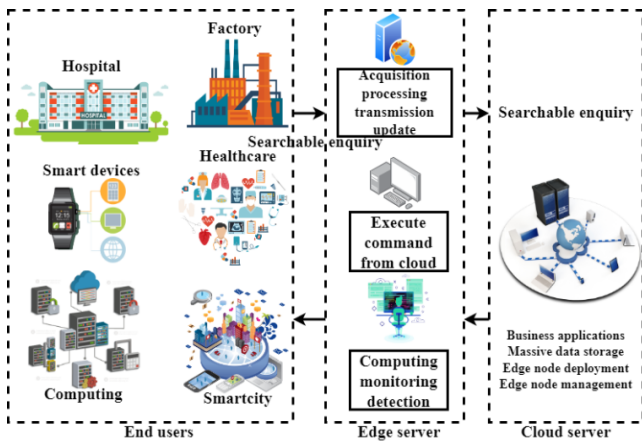 Factory
Hospital
HOSPITAL
Smart devices
Healthcare
Computing
Smartcity
End users
Searchable enquiry
Acquisition
processing
transmission
update
Execute
command
from cloud
Computing
monitoring
detection
Edge server
Searchable enquiry
Business applications
Massive data storage
Edge node deployment
Edge node management
Cloud server